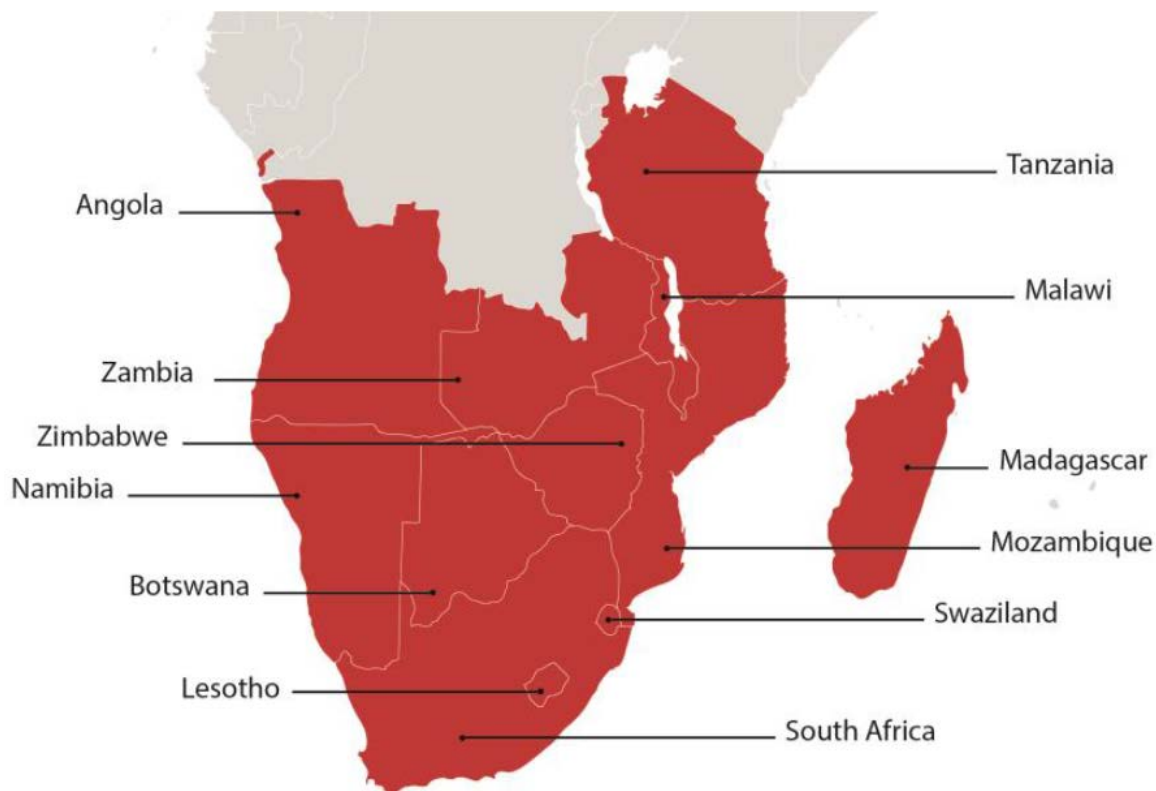 Tanzania
Angola
Malawi
Zambia
Zimbabwe
Madagascar
Namibia
Mozambique
Botswana
Swaziland
Lesotho
South Africa